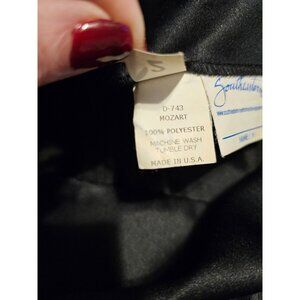 S
D-743
MOZART
100% POLYESTER
MACHINE WASH
TUMBLE DRY
MADE IN U.S.A.